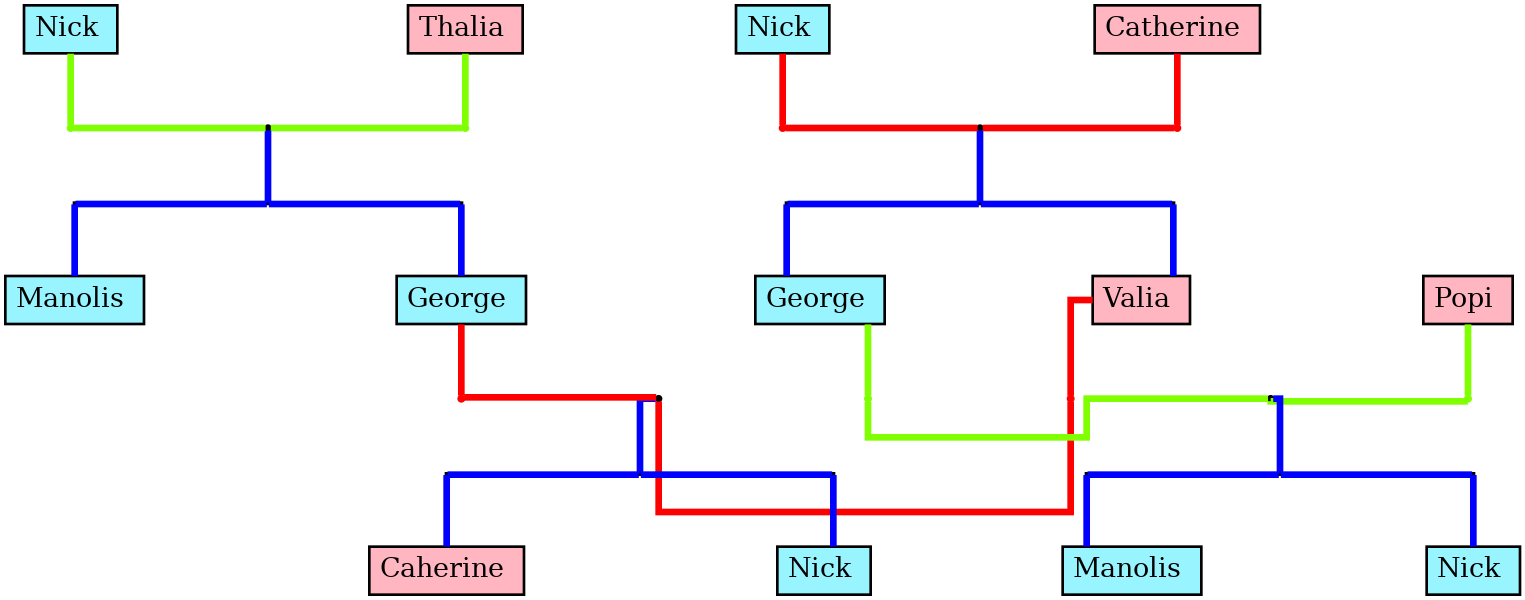 Nick
Thalia
Nick
Catherine
Manolis
George
George
Valia
Popi
Caherine
Nick
Manolis
Nick